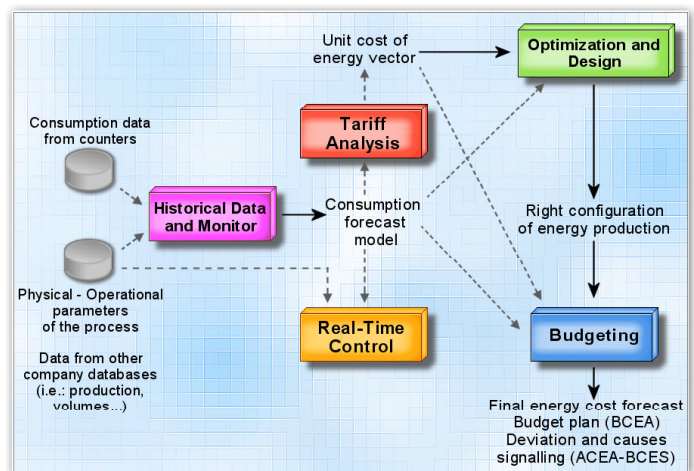 Unit cost of
energy vector
Optimization and
Design
Consumption data
from counters
Tariff
Analysis
Historical Data
and Monitor
Consumption
forecast
model
Right configuration
of energy production
Physical - Operational
parameters
of the process
Real-Time
Control
Budgeting
Data from other
company databases
(i.e.: production,
volumes...)
Final energy cost forecast
Budget plan (BCEA)
Deviation and causes
signalling (ACEA-BCES)